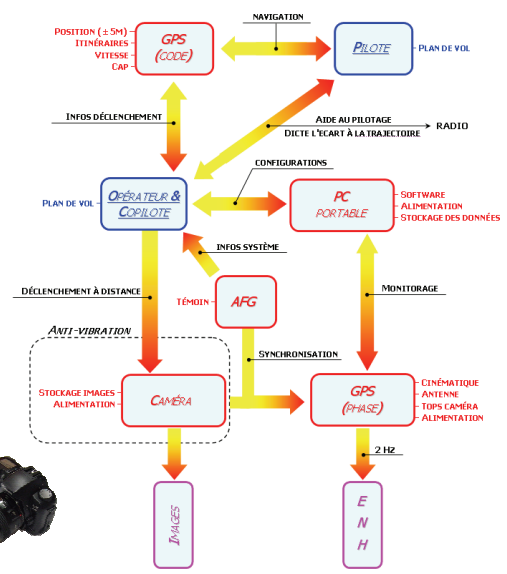 NAVIGATION
POSITION (±5M)
ITINÉRAIRES
VITESSE
CAP
GPS
(CODE)
PILOTE
PLAN DE VOL
INFOS DÉCLENCHEMENT
AIDE AU PILOTAGE
DICTE L'ECART À LA TRAJECTOIRE
RADIO
CONFIGURATIONS
PLAN DE VOL
OPÉRATEUR &
COPILOTE
PC
PORTABLE
SOFTWARE
ALIMENTATION
STOCKAGE DES DONNÉES
INFOS SYSTÈME
DÉCLENCHEMENT À DISTANCE
TÉMOIN
AFG
MONITORAGE
ANTI-VIBRATION
SYNCHRONISATION
STOCKAGE IMAGES
ALIMENTATION
CAMÉRA
GPS
(PHASE)
CINÉMATIQUE
ANTENNE
TOPS CAMÉRA
ALIMENTATION
2 HZ
IMAGES
E
N
H